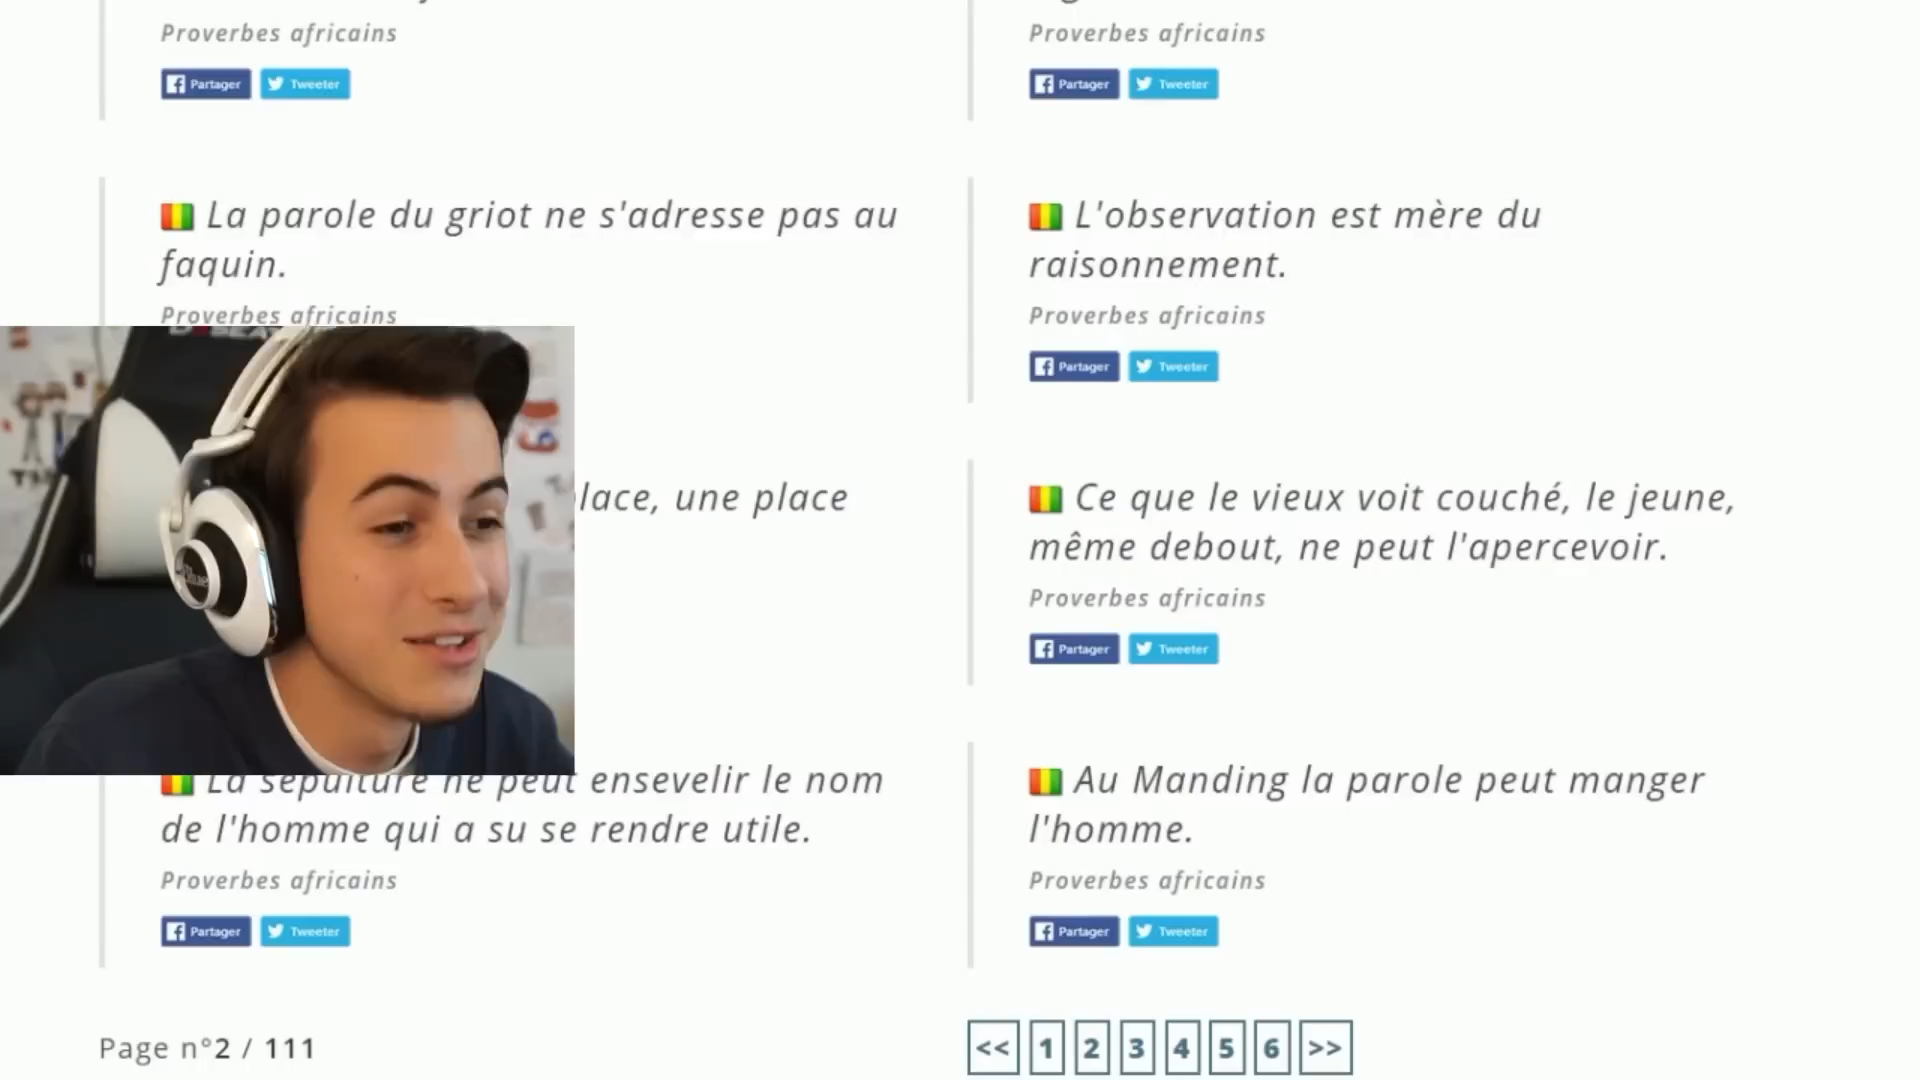 Proverbes africains
Partager Tweeter
Proverbes africains
Partager Tweeter
La parole du griot ne s'adresse pas au
faquin.
Proverbes africains
L'observation est mère du
raisonnement.
Proverbes africains
Partager Tweeter
une place
Ce que le vieux voit couché, le jeune,
même debout, ne peut l'apercevoir.
Proverbes africains
Partager Tweeter
La sépulture ne peut ensevelir le nom
de l'homme qui a su se rendre utile.
Proverbes africains
Partager Tweeter
Au Manding la parole peut manger
l'homme.
Proverbes africains
Partager Tweeter
Page n°2 / 111
<< 1 2 3 4 5 6 >>